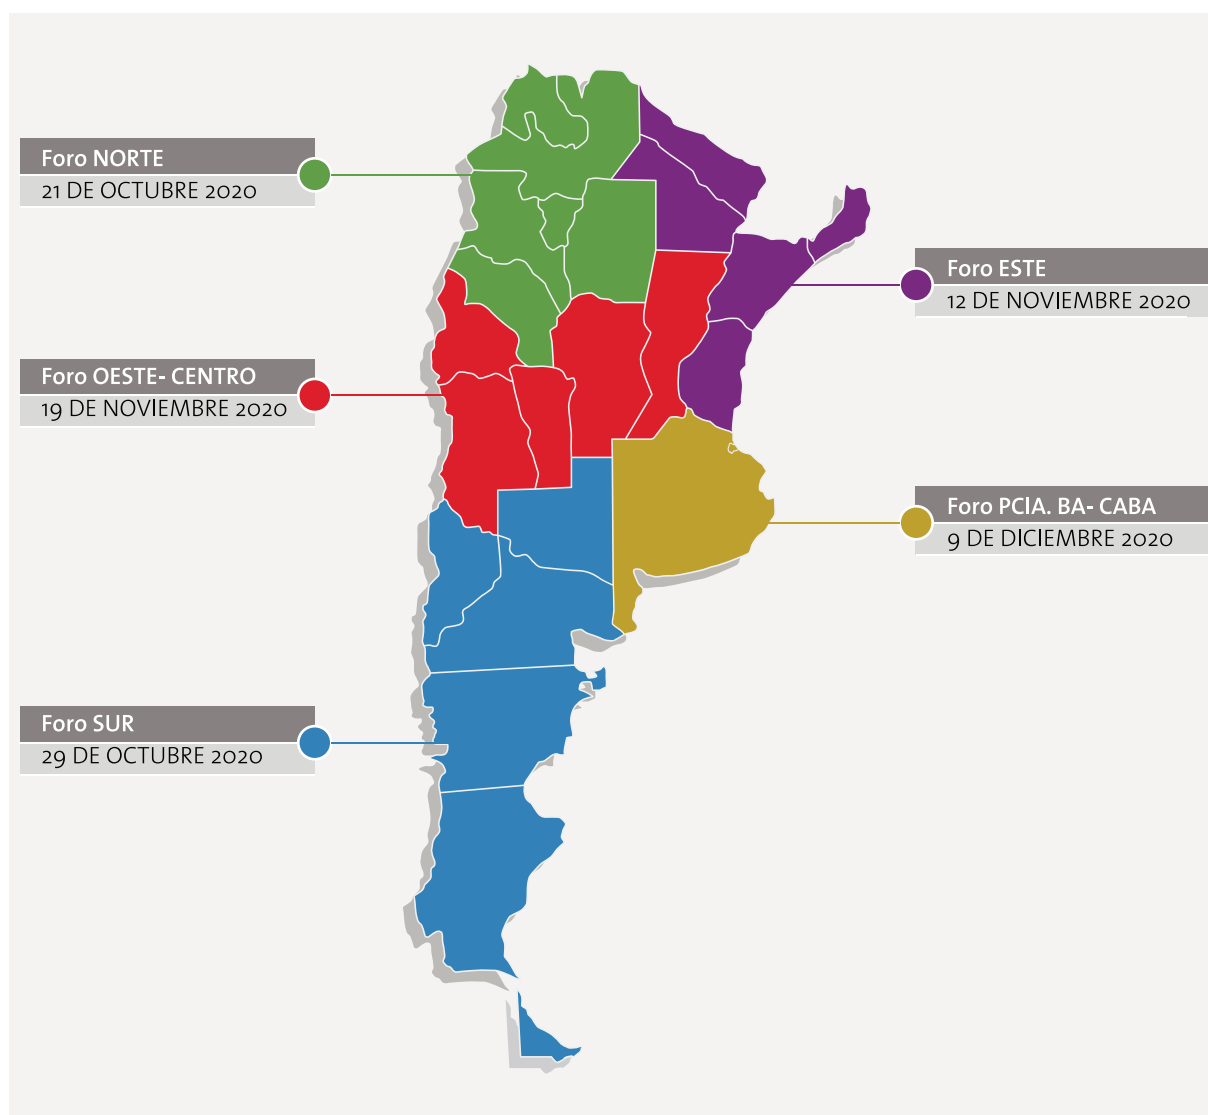 Foro NORTE
21 DE OCTUBRE 2020
Foro ESTE
12 DE NOVIEMBRE 2020
Foro OESTE- CENTRO
19 DE NOVIEMBRE 2020
Foro PCIA. BA- CABA
9 DE DICIEMBRE 2020
Foro SUR
29 DE OCTUBRE 2020